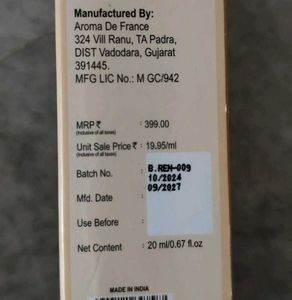 Manufactured By:
Aroma De France
324 Vill Ranu, TA Padra,
DIST Vadodara, Gujarat
391445.
MFG LIC No.: M GC/942
MRP ₹ : 399.00
(Inclusive of all taxes)
Unit Sale Price ₹ : 19.95/ml
(Inclusive of all taxes)
Batch No. : B.REM-009
Mfd. Date 10/2024
Use Before : 09/2027
Net Content : 20 ml/0.67 fl.oz
MADE IN INDIA